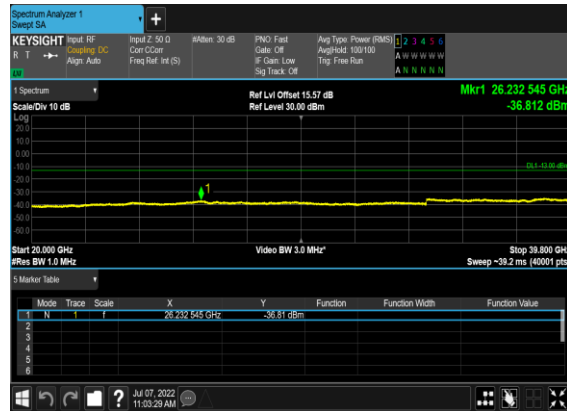 Spectrum Analyzer 1
Swept SA
+
KEYSIGHT Input: RF Input Z: 50 Ω #Atten: 30 dB PNO: Fast Avg Type: Power (RMS) 1 2 3 4 5 6
R T Coupling: DC Corr CCorr Gate: Off Avg|Hold: 100/100 A W W W W W
Align: Auto Freq Ref: Int (S) IF Gain: Low Trig: Free Run
Sig Track: Off A N N N N N
1 Spectrum Ref Lvl Offset 15.57 dB Mkr1 26.232 545 GHz
Scale/Div 10 dB Ref Level 30.00 dBm -36.812 dBm
Log
20.0
10.0
0.00
-10.0
DL1 -13.00 dBm
-20.0
-30.0
1
-40.0
-50.0
-60.0
Start 20.000 GHz Video BW 3.0 MHz* Stop 39.800 GHz
#Res BW 1.0 MHz Sweep ~39.2 ms (40001 pts)
5 Marker Table
Mode Trace Scale X Y Function Function Width Function Value
1 N 1 f 26.232 545 GHz -36.81 dBm
2
3
4
5
6
? Jul 07, 2022
11:03:29 AM